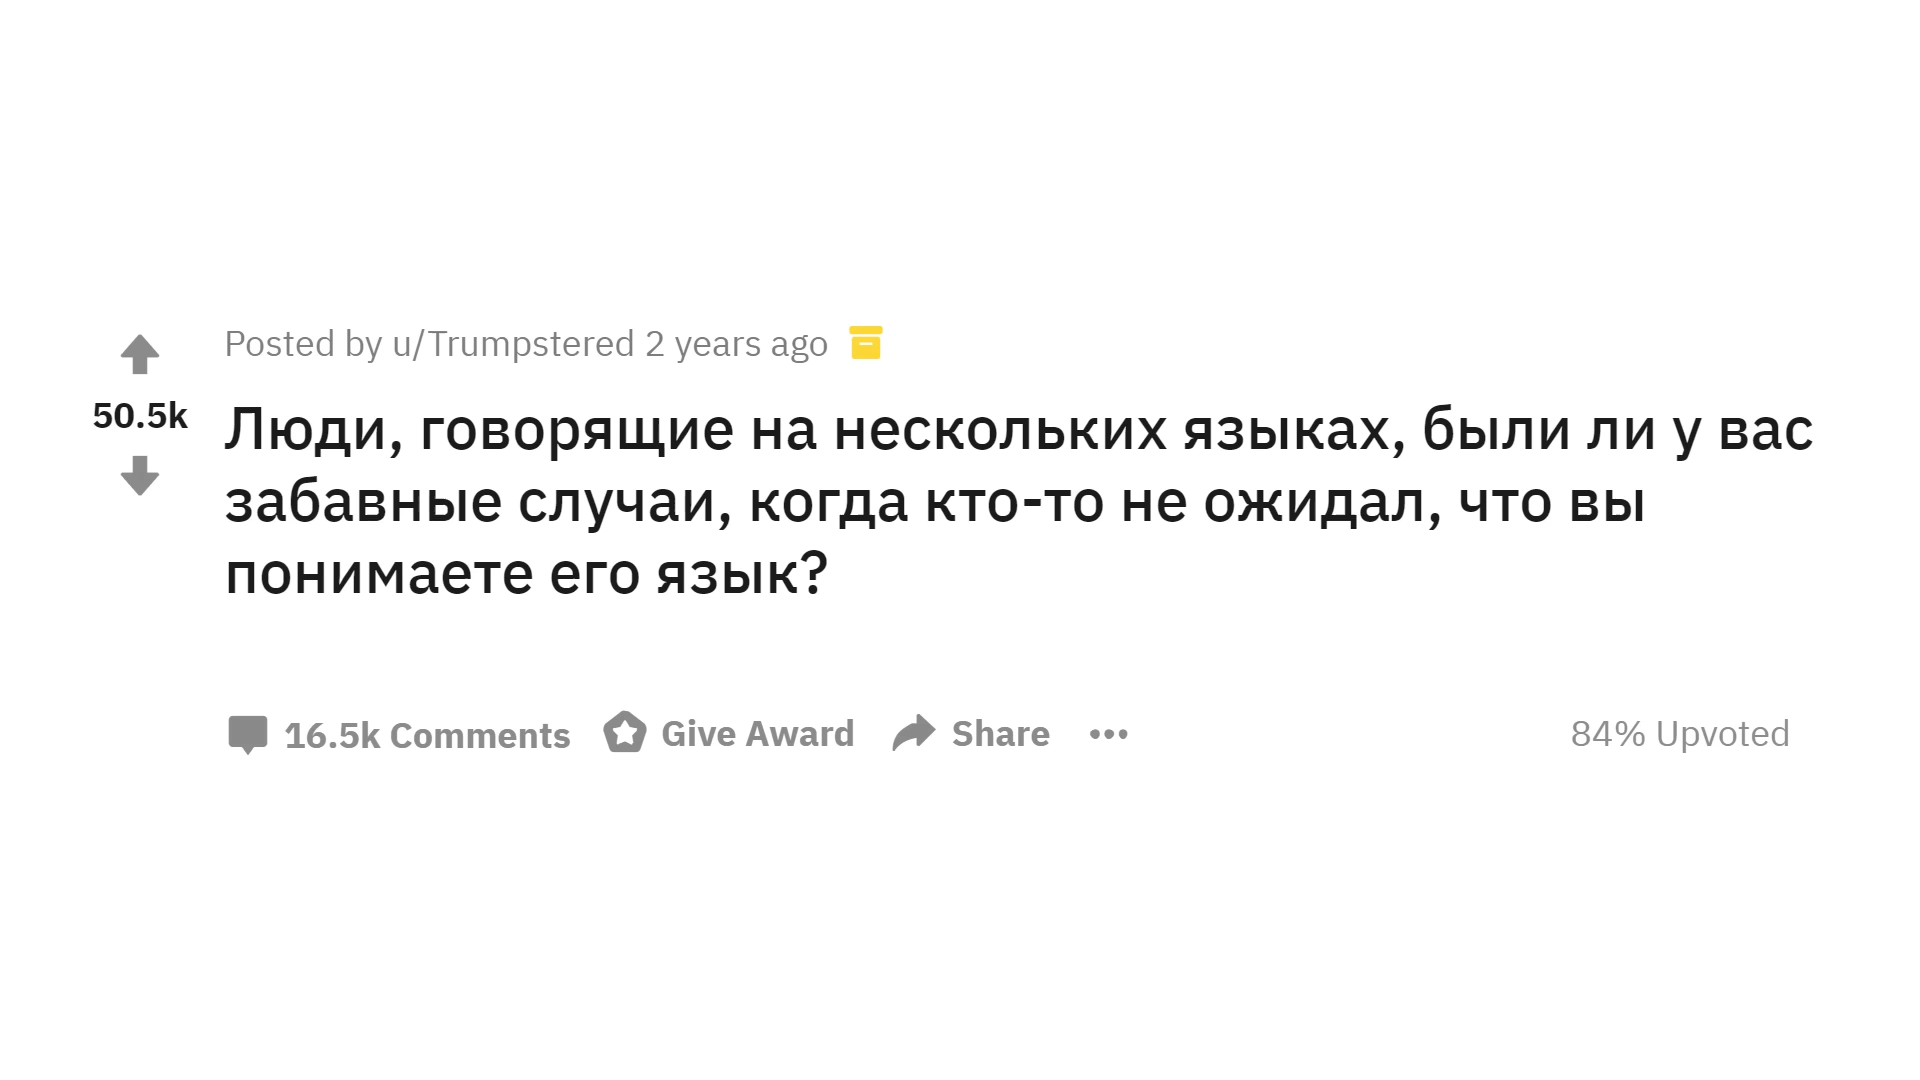 Posted by u/Trumpstered 2 years ago
50.5k
Люди, говорящие на нескольких языках, были ли у вас
забавные случаи, когда кто-то не ожидал, что вы
понимаете его язык?
16.5k Comments Give Award Share ••• 84% Upvoted